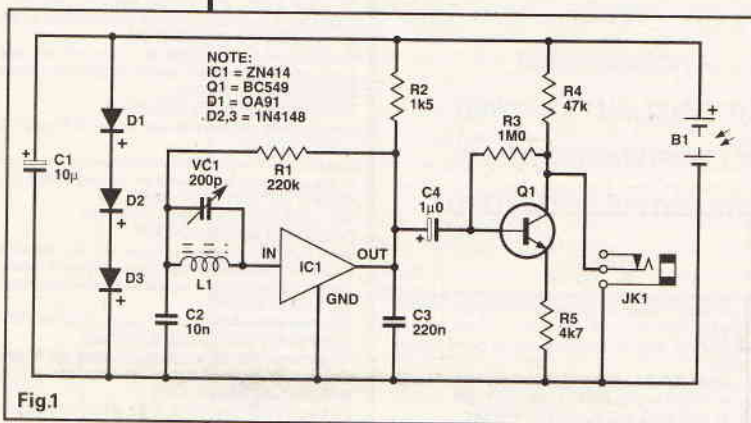 NOTE:
IC1 = ZN414
Q1 = BC549
D1 = OA91
D2,3 = 1N4148
C1
10μ
+
D1
+
D2
+
D3
+
VC1
200p
R1
220k
L1
C2
10n
IN
IC1
OUT
GND
R2
1k5
C3
220n
C4
1μ0
+
R3
1M0
Q1
R4
47k
R5
4k7
JK1
B1
+
Fig.1